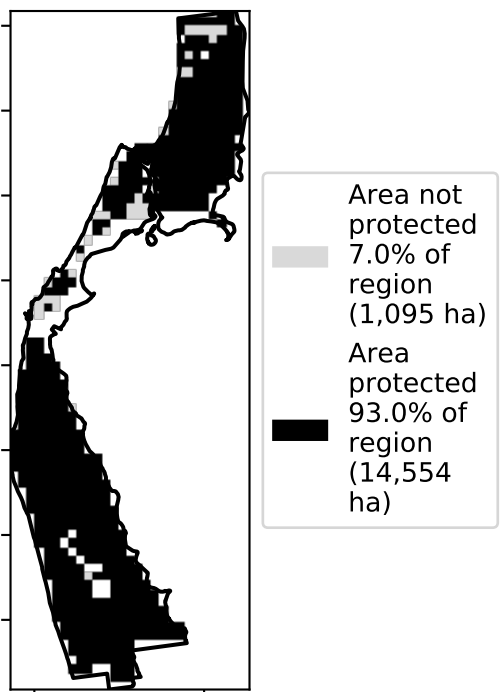 Area not
protected
7.0% of
region
(1,095 ha)
Area
protected
93.0% of
region
(14,554
ha)